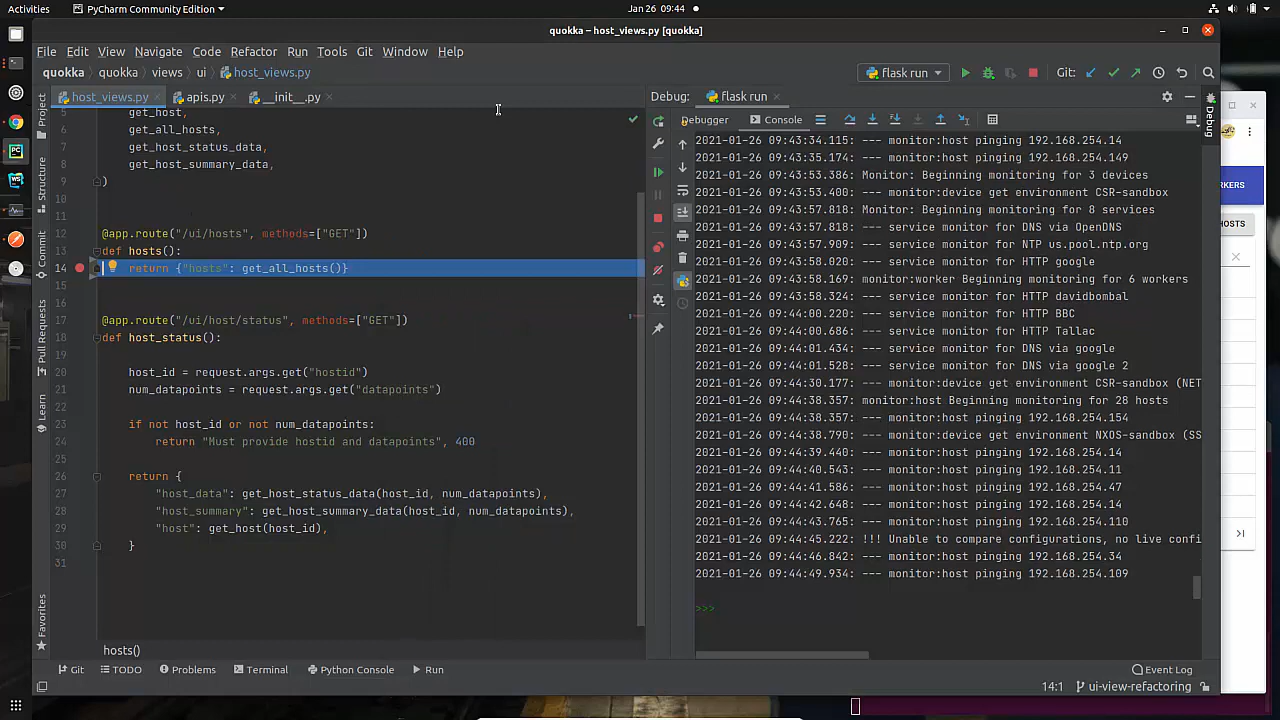 Activities
PyCharm Community Edition
Jan 26 09:44
quokka – host_views.py [quokka]
File Edit View Navigate Code Refactor Run Tools Git Window Help
quokka quokka views ui host_views.py
flask run
Git:
host_views.py
apis.py
__init__.py
Debug:
flask run
Debugger
Console
Project
Structure
Commit
Pull Requests
Learn
Favorites
Debug
5 get_host,
6 get_all_hosts,
7 get_host_status_data,
8 get_host_summary_data,
9 )
10
11
12 @app.route("/ui/hosts", methods=["GET"])
13 def hosts():
14 return {"hosts": get_all_hosts()}
15
16
17 @app.route("/ui/host/status", methods=["GET"])
18 def host_status():
19
20 host_id = request.args.get("hostid")
21 num_datapoints = request.args.get("datapoints")
22
23 if not host_id or not num_datapoints:
24 return "Must provide hostid and datapoints", 400
25
26 return {
27 "host_data": get_host_status_data(host_id, num_datapoints),
28 "host_summary": get_host_summary_data(host_id, num_datapoints),
29 "host": get_host(host_id),
30 }
31
hosts()
2021-01-26 09:43:34.115: --- monitor:host pinging 192.168.254.14
2021-01-26 09:43:35.174: --- monitor:host pinging 192.168.254.149
2021-01-26 09:43:53.386: Monitor: Beginning monitoring for 3 devices
2021-01-26 09:43:53.400: --- monitor:device get environment CSR-sandbox
2021-01-26 09:43:57.818: Monitor: Beginning monitoring for 8 services
2021-01-26 09:43:57.818: --- service monitor for DNS via OpenDNS
2021-01-26 09:43:57.909: --- service monitor for NTP us.pool.ntp.org
2021-01-26 09:43:58.058: --- service monitor for HTTP google
2021-01-26 09:43:58.169: monitor:worker Beginning monitoring for 6 workers
2021-01-26 09:43:58.656: --- service monitor for HTTP davidbombal
2021-01-26 09:44:00.220: --- service monitor for HTTP BBC
2021-01-26 09:44:00.686: --- service monitor for HTTP Tallac
2021-01-26 09:44:01.434: --- service monitor for DNS via google
2021-01-26 09:44:01.528: --- service monitor for DNS via google 2
2021-01-26 09:44:30.177: --- monitor:device get environment CSR-sandbox (NET
2021-01-26 09:44:38.357: monitor:host Beginning monitoring for 28 hosts
2021-01-26 09:44:38.357: --- monitor:host pinging 192.168.254.154
2021-01-26 09:44:38.790: --- monitor:device get environment NXOS-sandbox (SS
2021-01-26 09:44:39.440: --- monitor:host pinging 192.168.254.14
2021-01-26 09:44:40.543: --- monitor:host pinging 192.168.254.11
2021-01-26 09:44:41.586: --- monitor:host pinging 192.168.254.47
2021-01-26 09:44:42.648: --- monitor:host pinging 192.168.254.14
2021-01-26 09:44:43.765: --- monitor:host pinging 192.168.254.110
2021-01-26 09:44:45.222: !!! Unable to compare configurations, no live confi
2021-01-26 09:44:46.842: --- monitor:host pinging 192.168.254.34
2021-01-26 09:44:49.934: --- monitor:host pinging 192.168.254.109
>>>
RKERS
HOSTS
Git TODO Problems Terminal Python Console Run Event Log
14:1 ui-view-refactoring